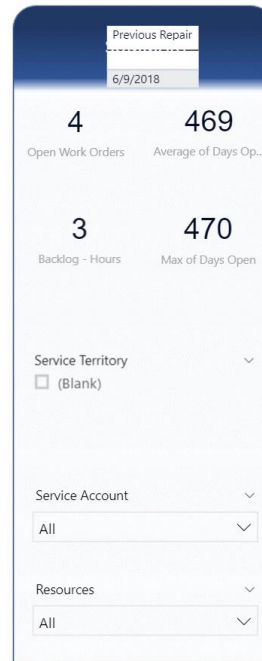 Previous Repair
6/9/2018
4
469
Open Work Orders
Average of Days Op...
3
470
Backlog - Hours
Max of Days Open
Service Territory
(Blank)
Service Account
All
Resources
All